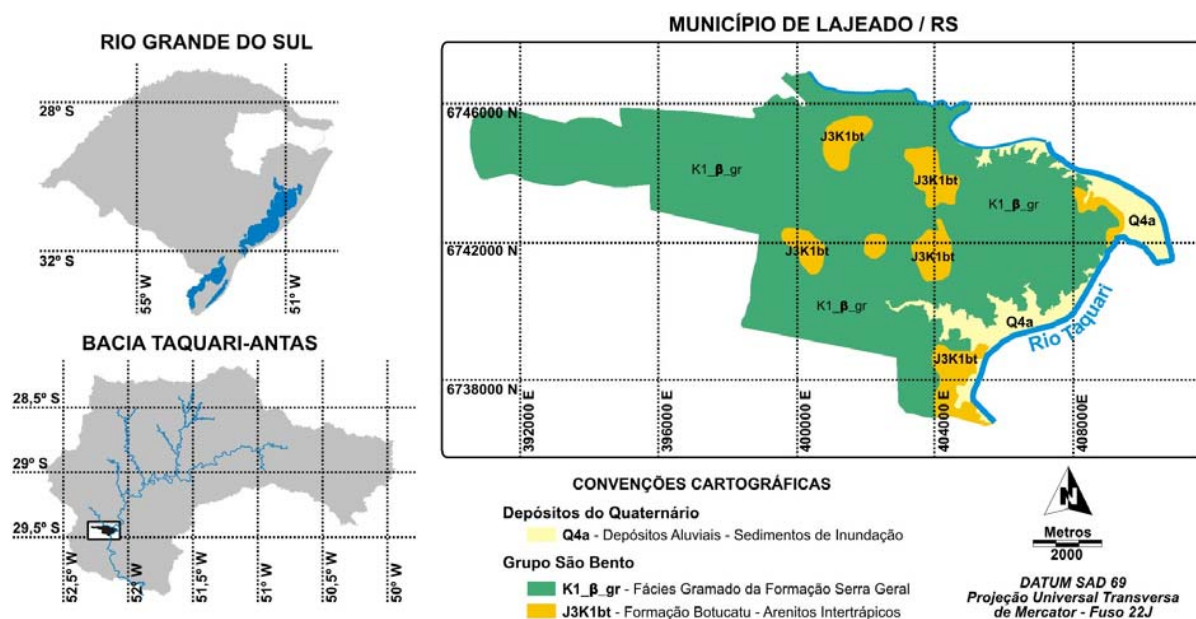 RIO GRANDE DO SUL
28º S
32º S
55º W
51º W
BACIA TAQUARI-ANTAS
28,5º S
29º S
29,5º S
52,5º W
52º W
51,5º W
51º W
50,5º W
50º W
MUNICÍPIO DE LAJEADO / RS
6746000 N
6742000 N
6738000 N
392000 E
396000 E
400000 E
404000 E
408000 E
J3K1bt
K1_β_gr
J3K1bt
K1_β_gr
Q4a
J3K1bt
J3K1bt
K1_β_gr
Q4a
Rio Taquari
J3K1bt
CONVENÇÕES CARTOGRÁFICAS
Depósitos do Quaternário
Q4a - Depósitos Aluviais - Sedimentos de Inundação
Grupo São Bento
K1_β_gr - Fácies Gramado da Formação Serra Geral
J3K1bt - Formação Botucatu - Arenitos Intertrápicos
N
Metros
2000
DATUM SAD 69
Projeção Universal Transversa
de Mercator - Fuso 22J